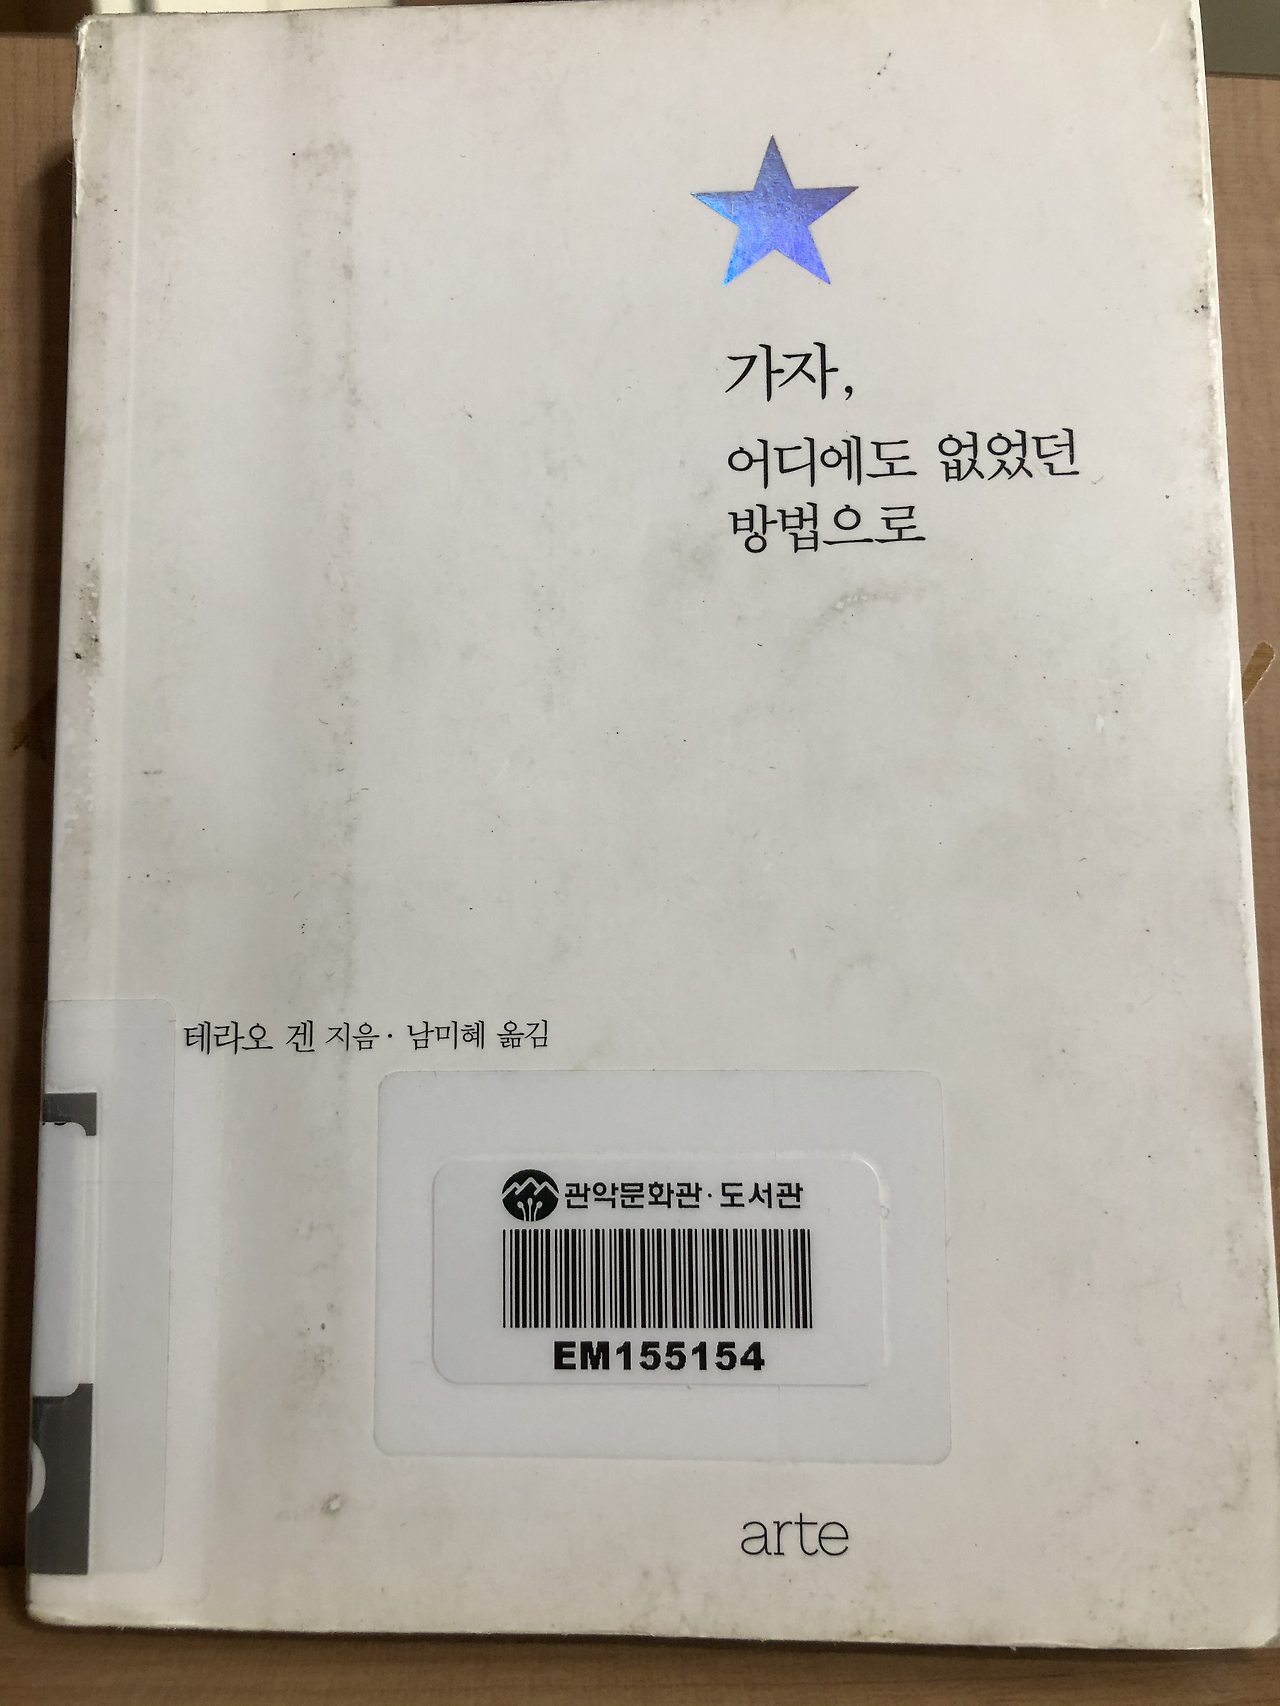 가자,
어디에도 없었던
방법으로
테라오 겐 지음 · 남미혜 옮김
관악문화관·도서관
EM155154
arte